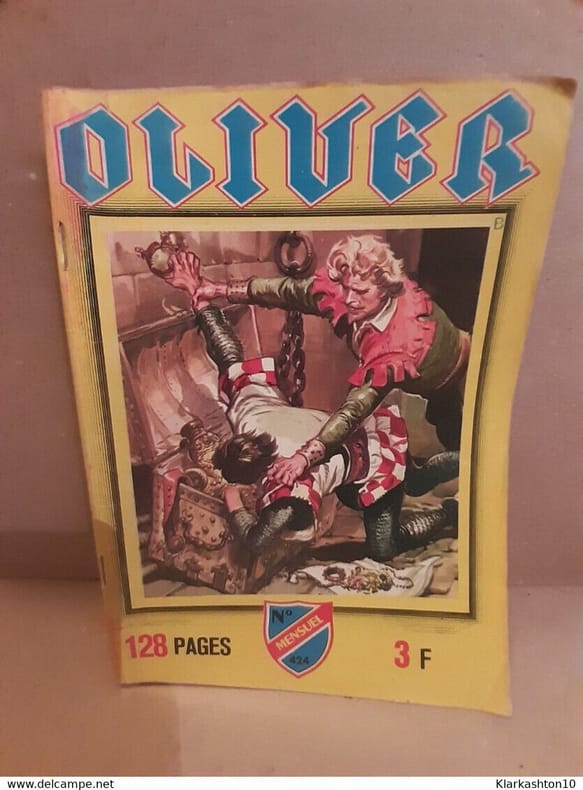 OLIVER
B
128 PAGES
N°
MENSUEL
424
3 F
www.delcampe.net
Klarkashton10